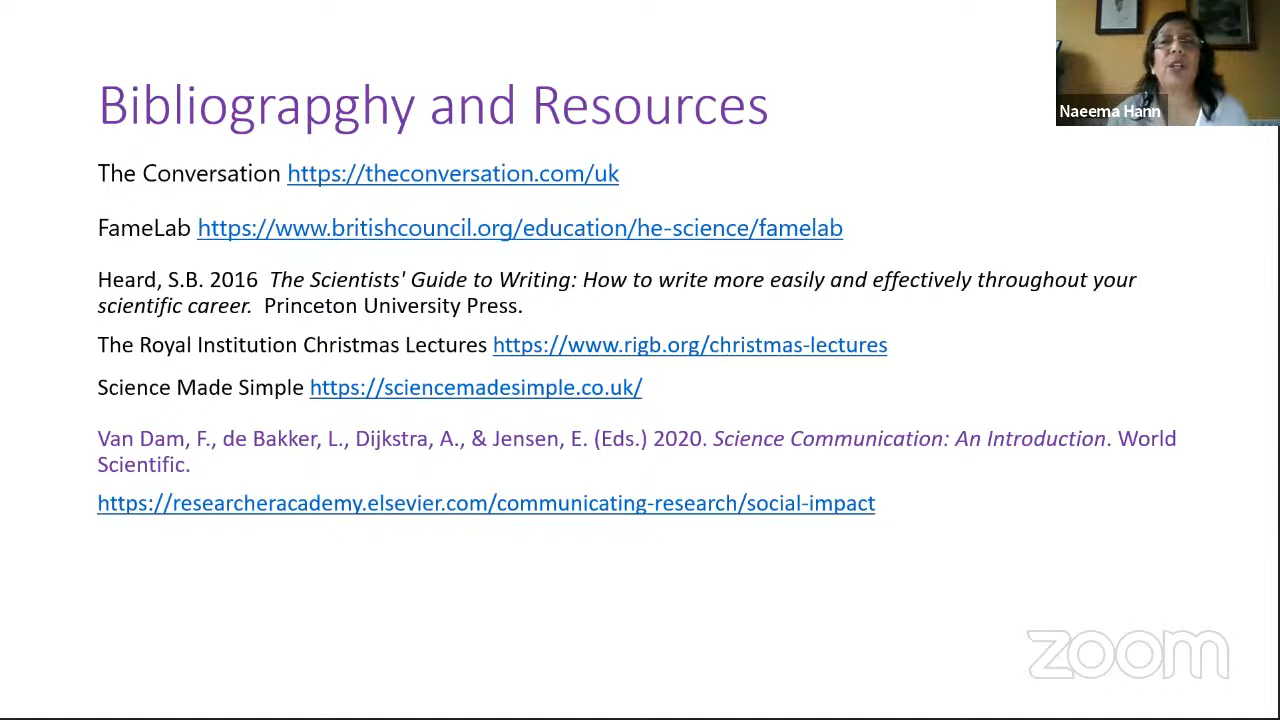 Bibliograpghy and Resources
Naeema Hann
The Conversation https://theconversation.com/uk
FameLab https://www.britishcouncil.org/education/he-science/famelab
Heard, S.B. 2016 The Scientists' Guide to Writing: How to write more easily and effectively throughout your
scientific career. Princeton University Press.
The Royal Institution Christmas Lectures https://www.rigb.org/christmas-lectures
Science Made Simple https://sciencemadesimple.co.uk/
Van Dam, F., de Bakker, L., Dijkstra, A., & Jensen, E. (Eds.) 2020. Science Communication: An Introduction. World
Scientific.
https://researcheracademy.elsevier.com/communicating-research/social-impact
zoom